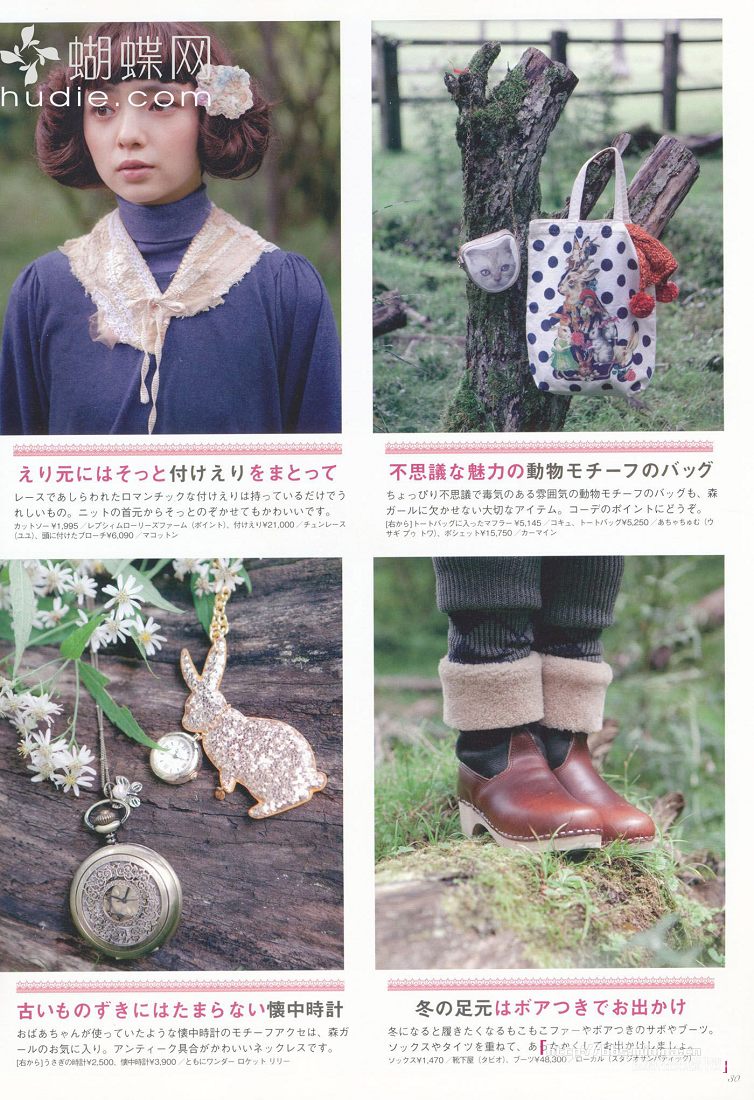 蝴蝶网
hudie.com
えり元にはそっと付けえりをまとって
レースであしらわれたロマンチックな付けえりは持っているだけでう
れしいもの。ニットの首元からそっとのぞかせてもかわいいです。
カットソー¥1,995／レプシィムローリーズファーム（ポイント）、付けえり¥21,000／チュンレース
（ユユ）、頭に付けたブローチ¥6,090／マコットン
不思議な魅力の動物モチーフのバッグ
ちょっぴり不思議で毒気のある雰囲気の動物モチーフのバッグも、森
ガールに欠かせない大切なアイテム。コーデのポイントにどうぞ。
[右から]トートバッグに入ったマフラー¥5,145／コキュ、トートバッグ¥5,250／あちゃちゅむ（ウ
サギ プゥ トワ）、ポシェット¥15,750／カーマイン
古いものずきにはたまらない懐中時計
おばあちゃんが使っていたような懐中時計のモチーフアクセは、森ガ
ールのお気に入り。アンティーク具合がかわいいネックレスです。
[右から]うさぎの時計¥2,500、懐中時計¥3,900／ともにワンダー ロケット リリー
冬の足元はボアつきでお出かけ
冬になると履きたくなるもこもこファーやボアつきのサボやブーツ。
ソックスやタイツを重ねて、あたたかくしてお出かけしましょ。
ソックス¥1,470／靴下屋（タビオ）、ブーツ¥48,300／ローカル（スタジオサンパティック）
30